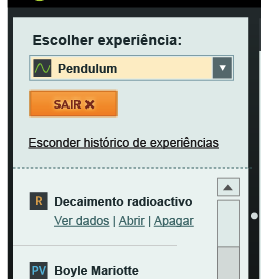 Escolher experiência:
Pendulum
SAIR ✖
Esconder histórico de experiências
R Decaimento radioactivo
Ver dados | Abrir | Apagar
PV Boyle Mariotte